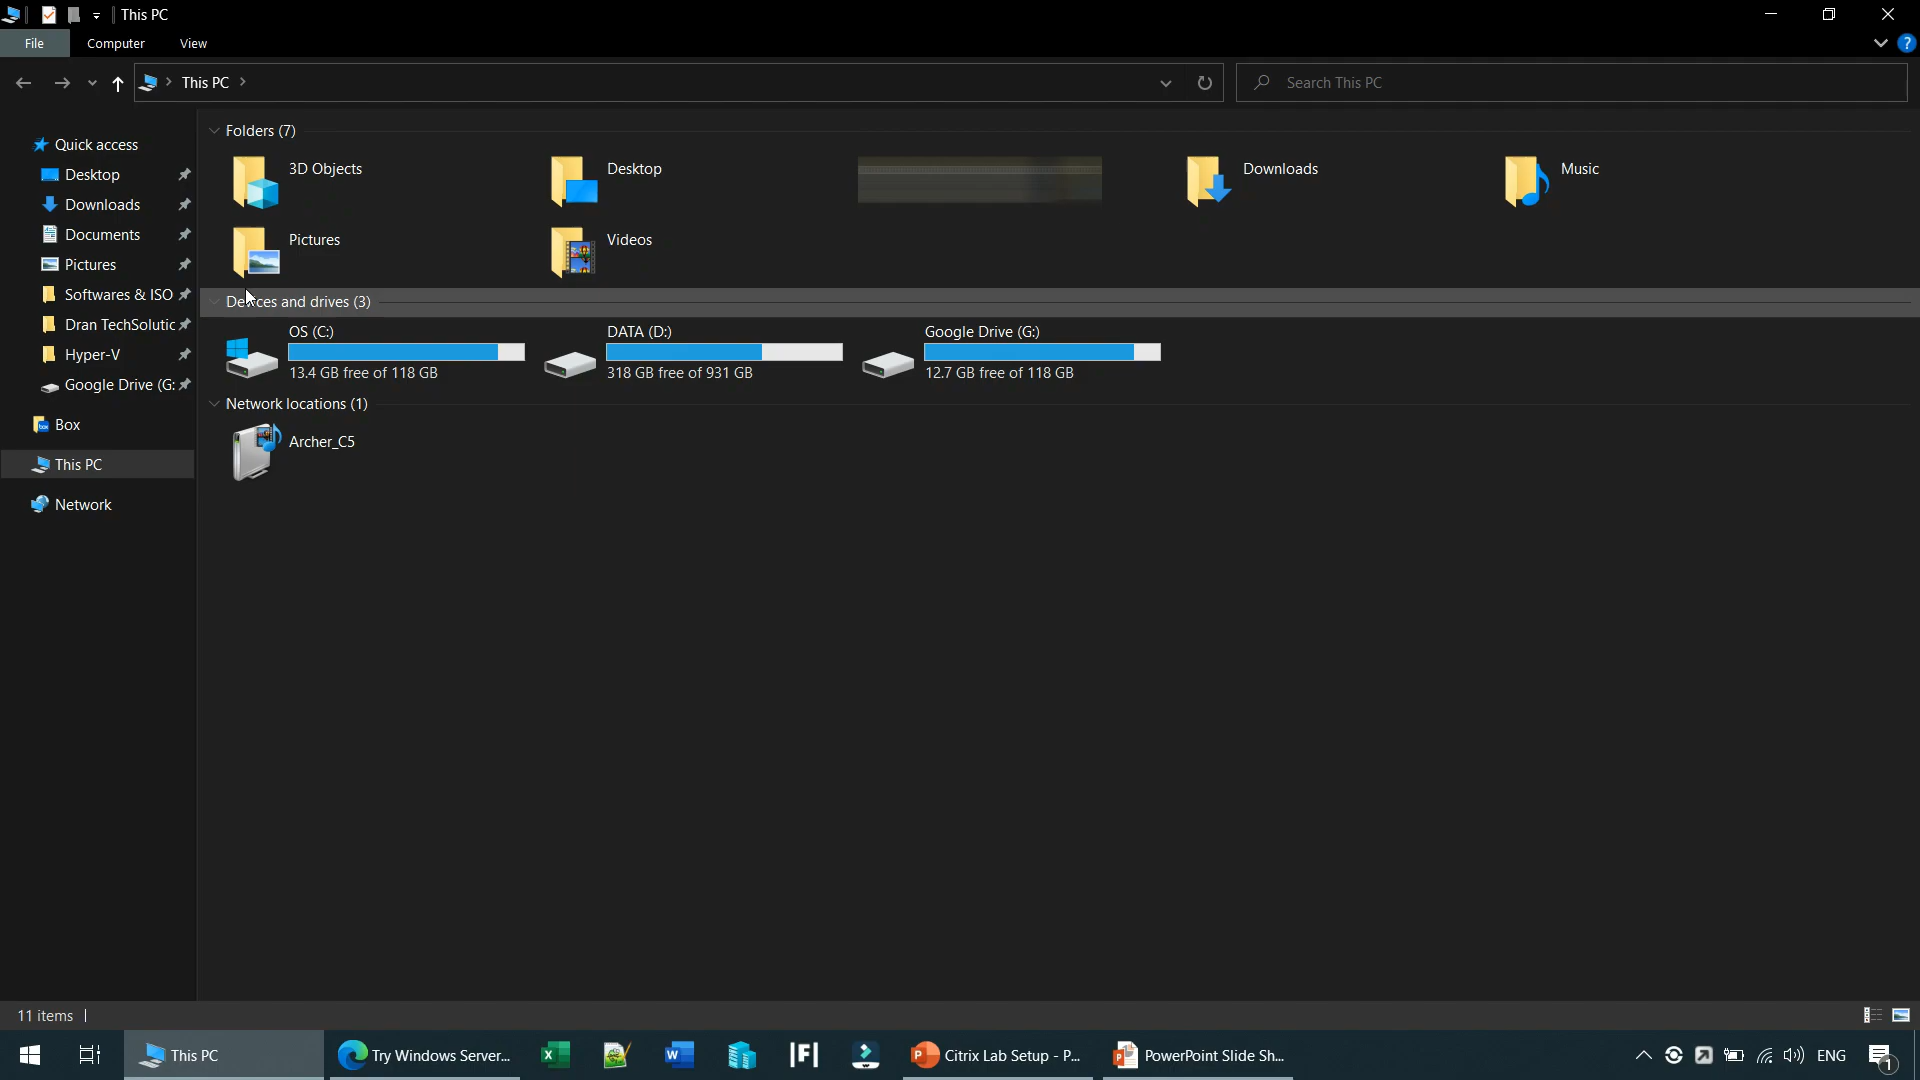 This PC
File Computer View
This PC
Search This PC
Quick access
Desktop
Downloads
Documents
Pictures
Softwares & ISO
Dran TechSolutic
Hyper-V
Google Drive (G:
Box
This PC
Network
Folders (7)
3D Objects
Desktop
Downloads
Music
Pictures
Videos
Devices and drives (3)
OS (C:)
13.4 GB free of 118 GB
DATA (D:)
318 GB free of 931 GB
Google Drive (G:)
12.7 GB free of 118 GB
Network locations (1)
Archer_C5
11 items
This PC
Try Windows Server...
Citrix Lab Setup - P...
PowerPoint Slide Sh...
ENG
1